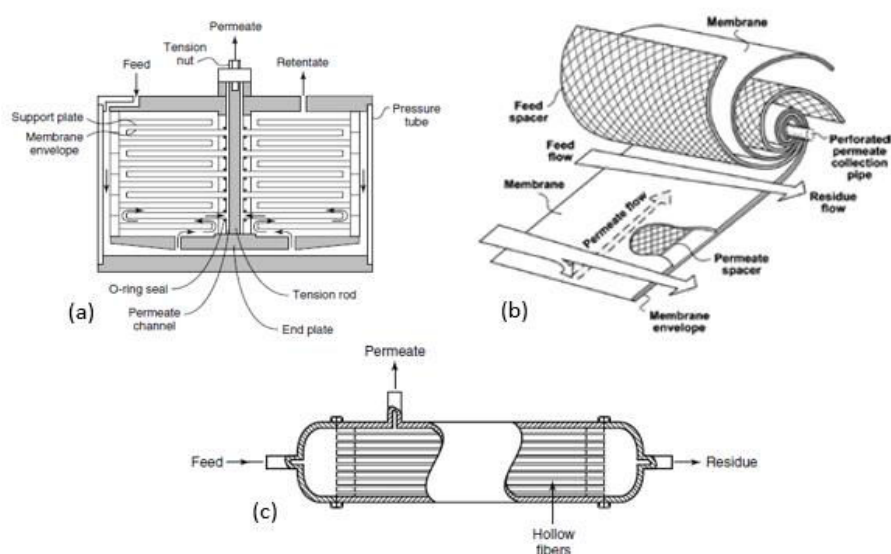 Permeate
Tension
nut
Feed
Retentate
Support plate
Membrane
envelope
Pressure
tube
O-ring seal
Tension rod
Permeate
channel
End plate
(a)
Membrane
Feed
spacer
Perforated
permeate
collection
pipe
Feed
flow
Residue
flow
Membrane
Permeate flow
Permeate
spacer
Membrane
envelope
(b)
Permeate
Feed
Residue
Hollow
fibers
(c)